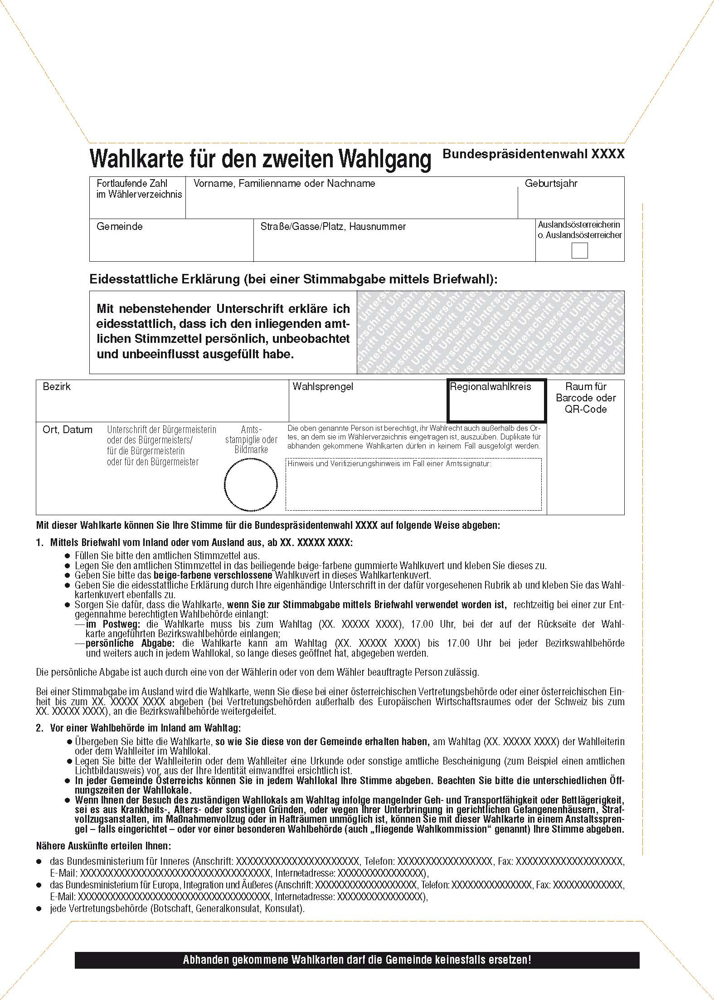 Wahlkarte für den zweiten Wahlgang Bundespräsidentenwahl XXXX
Fortlaufende Zahl
im Wählerverzeichnis
Vorname, Familienname oder Nachname
Geburtsjahr
Gemeinde
Straße/Gasse/Platz, Hausnummer
Auslandsösterreicherin
o. Auslandsösterreicher
Eidesstattliche Erklärung (bei einer Stimmabgabe mittels Briefwahl):
Mit nebenstehender Unterschrift erkläre ich
eidesstattlich, dass ich den inliegenden amt-
lichen Stimmzettel persönlich, unbeobachtet
und unbeeinflusst ausgefüllt habe.
Unterschrift Unterschrift Unterschrift
Bezirk
Wahlsprengel
Regionalwahlkreis
Raum für
Barcode oder
QR-Code
Ort, Datum
Unterschrift der Bürgermeisterin
oder des Bürgermeisters/
für die Bürgermeisterin
oder für den Bürgermeister
Amts-
stampiglie oder
Bildmarke
Die oben genannte Person ist berechtigt, ihr Wahlrecht auch außerhalb des Or-
tes, an dem sie im Wählerverzeichnis eingetragen ist, auszuüben. Duplikate für
abhanden gekommene Wahlkarten dürfen in keinem Fall ausgefolgt werden.
Hinweis und Verifizierungshinweis im Fall einer Amtssignatur:
Mit dieser Wahlkarte können Sie Ihre Stimme für die Bundespräsidentenwahl XXXX auf folgende Weise abgeben:
1. Mittels Briefwahl vom Inland oder vom Ausland aus, ab XX. XXXXX XXXX:
● Füllen Sie bitte den amtlichen Stimmzettel aus.
● Legen Sie den amtlichen Stimmzettel in das beiliegende beige-farbene gummierte Wahlkuvert und kleben Sie dieses zu.
● Geben Sie bitte das beige-farbene verschlossene Wahlkuvert in dieses Wahlkartenkuvert.
● Geben Sie die eidesstattliche Erklärung durch Ihre eigenhändige Unterschrift in der dafür vorgesehenen Rubrik ab und kleben Sie das Wahl-
kartenkuvert ebenfalls zu.
● Sorgen Sie dafür, dass die Wahlkarte, wenn Sie zur Stimmabgabe mittels Briefwahl verwendet worden ist, rechtzeitig bei einer zur Ent-
gegennahme berechtigten Wahlbehörde einlangt:
— im Postweg: die Wahlkarte muss bis zum Wahltag (XX. XXXXX XXXX), 17.00 Uhr, bei der auf der Rückseite der Wahl-
karte angeführten Bezirkswahlbehörde einlangen;
— persönliche Abgabe: die Wahlkarte kann am Wahltag (XX. XXXXX XXXX) bis 17.00 Uhr bei jeder Bezirkswahlbehörde
und weiters auch in jedem Wahllokal, so lange dieses geöffnet hat, abgegeben werden.
Die persönliche Abgabe ist auch durch eine von der Wählerin oder von dem Wähler beauftragte Person zulässig.
Bei einer Stimmabgabe im Ausland wird die Wahlkarte, wenn Sie diese bei einer österreichischen Vertretungsbehörde oder einer österreichischen Ein-
heit bis zum XX. XXXXX XXXX abgeben (bei Vertretungsbehörden außerhalb des Europäischen Wirtschaftsraumes oder der Schweiz bis zum
XX. XXXXX XXXX), an die Bezirkswahlbehörde weitergeleitet.
2. Vor einer Wahlbehörde im Inland am Wahltag:
● Übergeben Sie bitte die Wahlkarte, so wie Sie diese von der Gemeinde erhalten haben, am Wahltag (XX. XXXXX XXXX) der Wahlleiterin
oder dem Wahlleiter im Wahllokal.
● Legen Sie bitte der Wahlleiterin oder dem Wahlleiter eine Urkunde oder sonstige amtliche Bescheinigung (zum Beispiel einen amtlichen
Lichtbildausweis) vor, aus der Ihre Identität einwandfrei ersichtlich ist.
● In jeder Gemeinde Österreichs können Sie in jedem Wahllokal Ihre Stimme abgeben. Beachten Sie bitte die unterschiedlichen Öff-
nungszeiten der Wahllokale.
● Wenn Ihnen der Besuch des zuständigen Wahllokals am Wahltag infolge mangelnder Geh- und Transportfähigkeit oder Bettlägerigkeit,
sei es aus Krankheits-, Alters- oder sonstigen Gründen, oder wegen Ihrer Unterbringung in gerichtlichen Gefangenenhäusern, Straf-
vollzugsanstalten, im Maßnahmenvollzug oder in Hafträumen unmöglich ist, können Sie mit dieser Wahlkarte in einem Anstaltsspren-
gel – falls eingerichtet – oder vor einer besonderen Wahlbehörde (auch „fliegende Wahlkommission“ genannt) Ihre Stimme abgeben.
Nähere Auskünfte erteilen Ihnen:
● das Bundesministerium für Inneres (Anschrift: XXXXXXXXXXXXXXXXXXXXXX, Telefon: XXXXXXXXXXXXXXXXX, Fax: XXXXXXXXXXXXXXXXXXX,
E-Mail: XXXXXXXXXXXXXXXXXXXXXXXXXXXXXXXXXX, Internetadresse: XXXXXXXXXXXXXXXX),
● das Bundesministerium für Europa, Integration und Äußeres (Anschrift: XXXXXXXXXXXXXXXXXXX, Telefon: XXXXXXXXXXXXXXX, Fax: XXXXXXXXXXXXX,
E-Mail: XXXXXXXXXXXXXXXXXXXXXXXXXXXXXXXXXXXX, Internetadresse: XXXXXXXXXXXXXXXX),
● jede Vertretungsbehörde (Botschaft, Generalkonsulat, Konsulat).
Abhanden gekommene Wahlkarten darf die Gemeinde keinesfalls ersetzen!